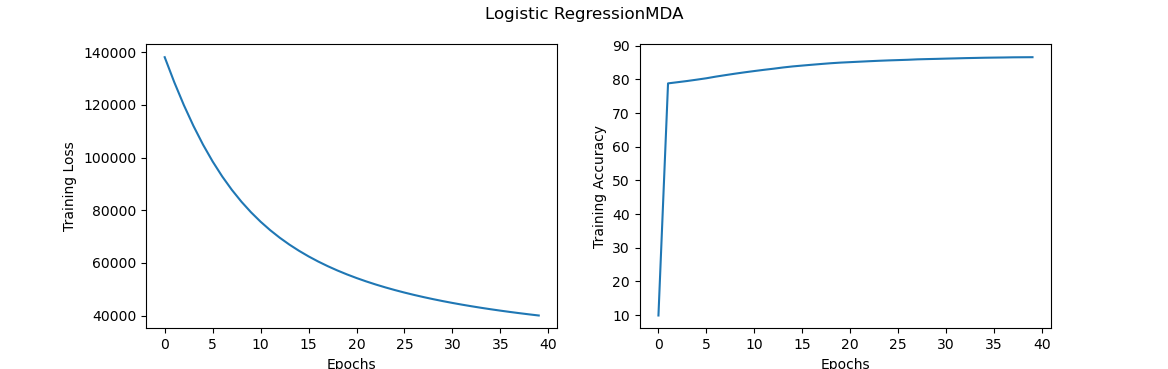 Logistic RegressionMDA
140000
120000
100000
80000
60000
40000
Training Loss
0 5 10 15 20 25 30 35 40
Epochs
90
80
70
60
50
40
30
20
10
Training Accuracy
0 5 10 15 20 25 30 35 40
Epochs